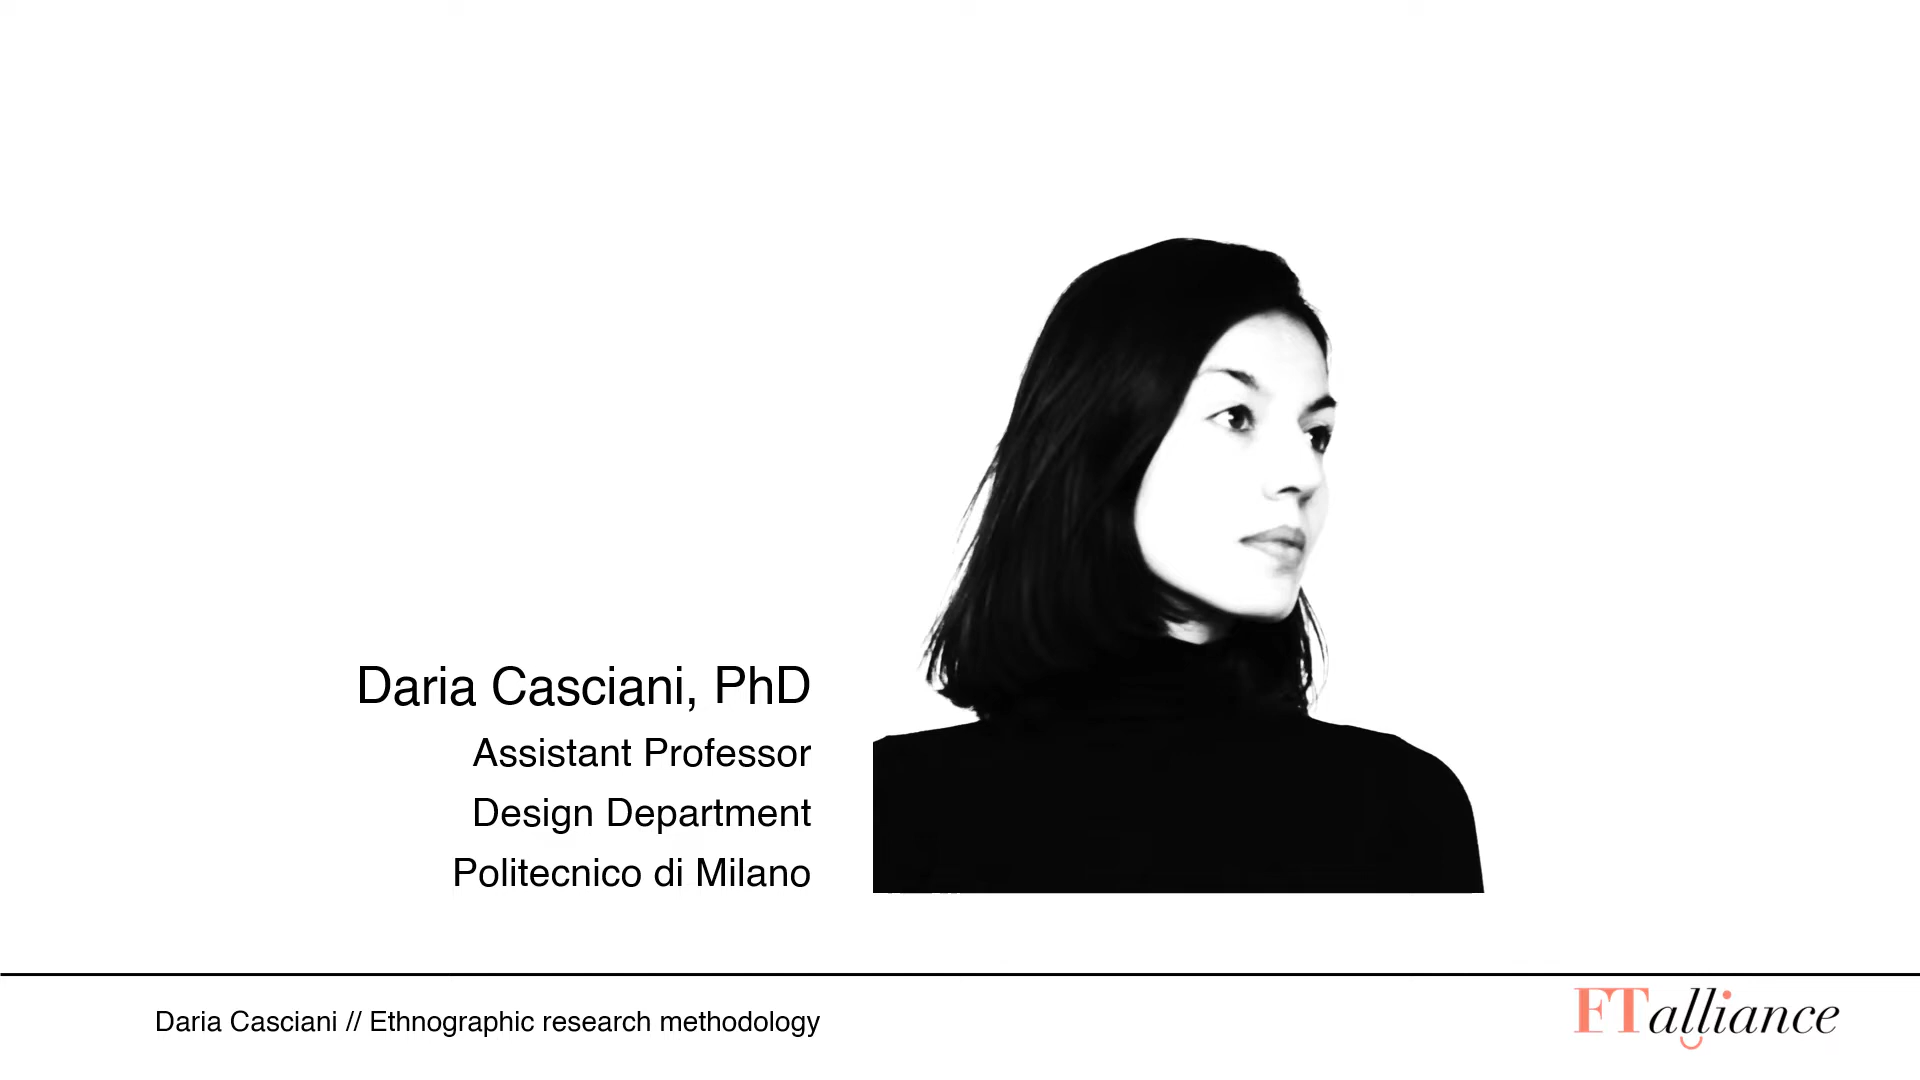 Daria Casciani, PhD
Assistant Professor
Design Department
Politecnico di Milano
Daria Casciani // Ethnographic research methodology
FTalliance